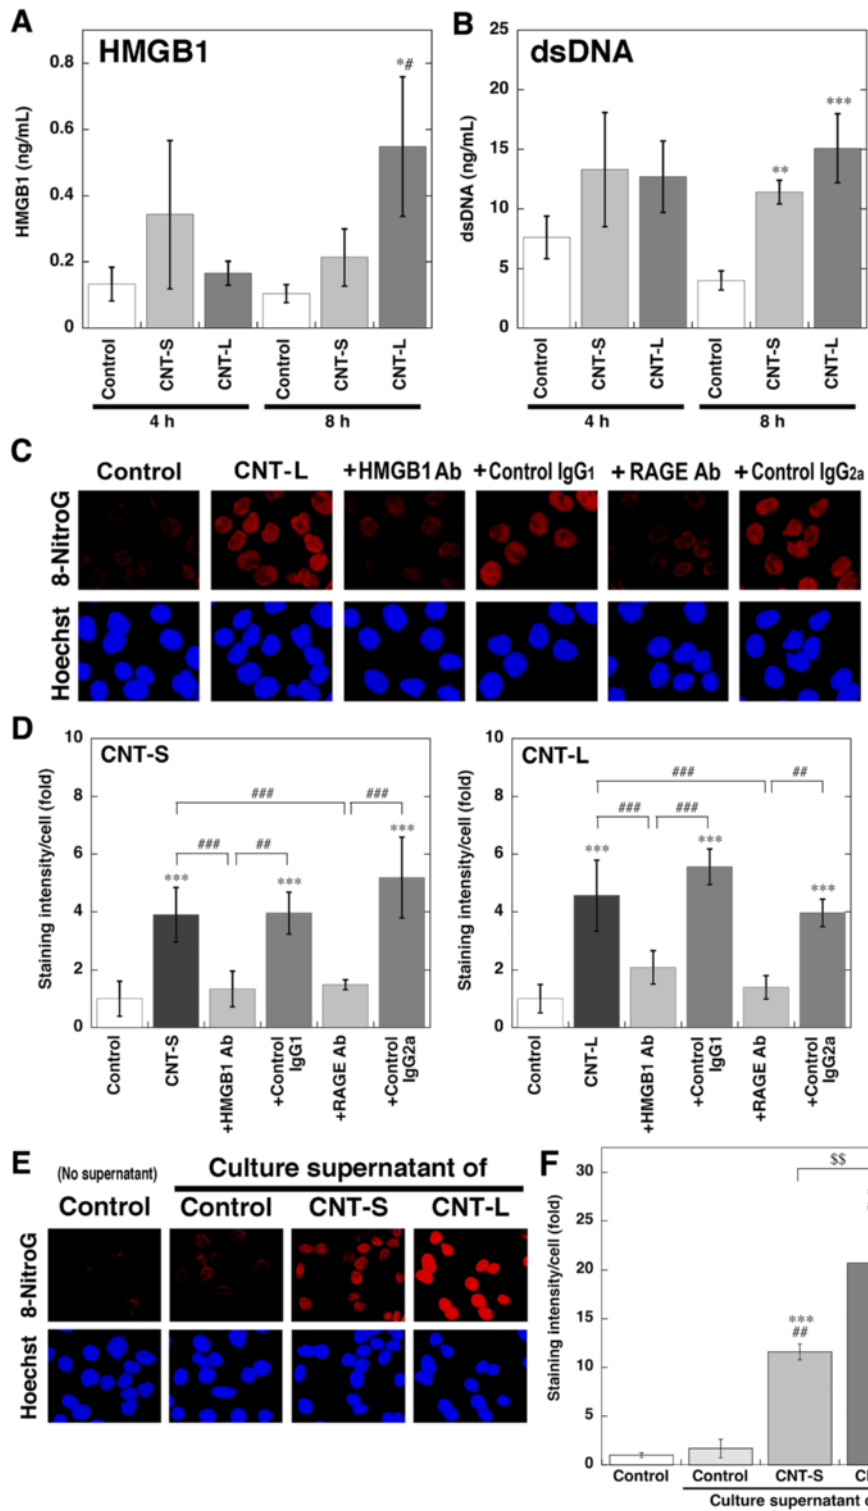 A
HMGB1
0.8
*#
0.6
HMGB1 (ng/mL)
0.4
0.2
0
Control
CNT-S
CNT-L
Control
CNT-S
CNT-L
4 h
8 h
B
dsDNA
25
20
***
dsDNA (ng/mL)
15
**
10
5
0
Control
CNT-S
CNT-L
Control
CNT-S
CNT-L
4 h
8 h
C
Control
CNT-L
+HMGB1 Ab
+Control IgG1
+RAGE Ab
+Control IgG2a
8-NitroG
Hoechst
D
10
CNT-S
8
###
###
***
6
###
##
***
***
Staining intensity/cell (fold)
4
2
0
Control
CNT-S
+HMGB1 Ab
+Control
IgG1
+RAGE Ab
+Control
IgG2a
10
CNT-L
8
###
##
###
###
***
***
6
***
Staining intensity/cell (fold)
4
2
0
Control
CNT-L
+HMGB1 Ab
+Control
IgG1
+RAGE Ab
+Control
IgG2a
E
(No supernatant)
Control
Culture supernatant of
Control
CNT-S
CNT-L
8-NitroG
Hoechst
F
30
$$
25
Staining intensity/cell (fold)
20
15
***
##
10
5
0
Control
Control
CNT-S
Culture supernatant